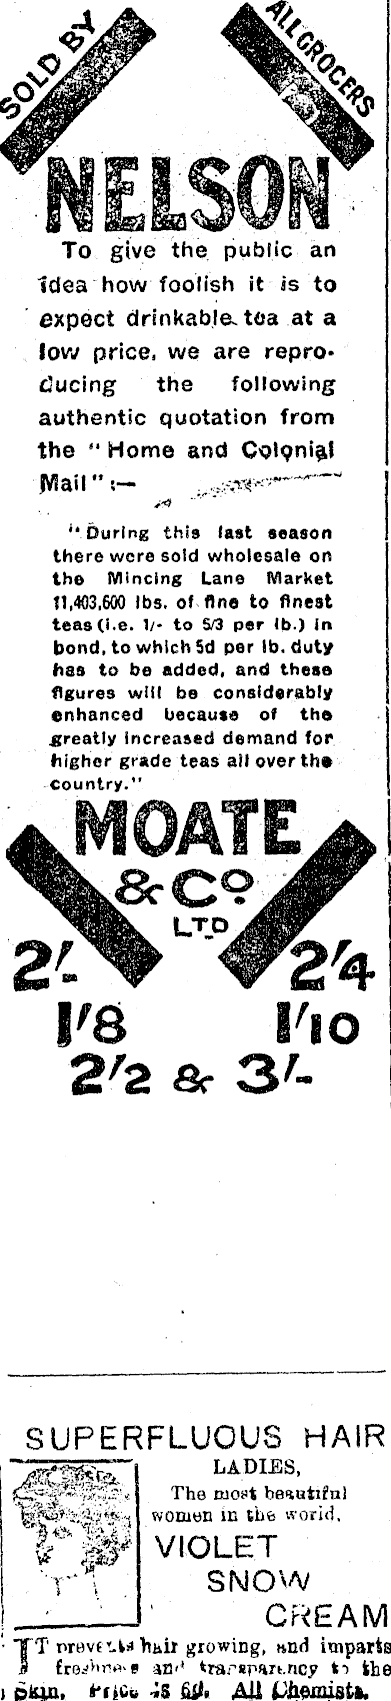 SOLD BY
ALL GROCERS
NELSON
To give the public an
idea how foolish it is to
expect drinkable tea at a
low price, we are repro-
ducing the following
authentic quotation from
the "Home and Colonial
Mail" :—
"During this last season
there were sold wholesale on
the Mincing Lane Market
11,403,600 lbs. of fine to finest
teas (i.e. 1/- to 5/3 per lb.) in
bond, to which 5d per lb. duty
has to be added, and these
figures will be considerably
enhanced because of the
greatly increased demand for
higher grade teas all over the
country."
MOATE
& Co
LTD
2/- 2/4
1/8 1/10
2/2 & 3/-
SUPERFLUOUS HAIR
LADIES,
The most beautiful
women in the world,
VIOLET
SNOW
CREAM
IT prevents hair growing, and imparts
freshness and transparency to the
Skin. Price is 6d. All Chemists.